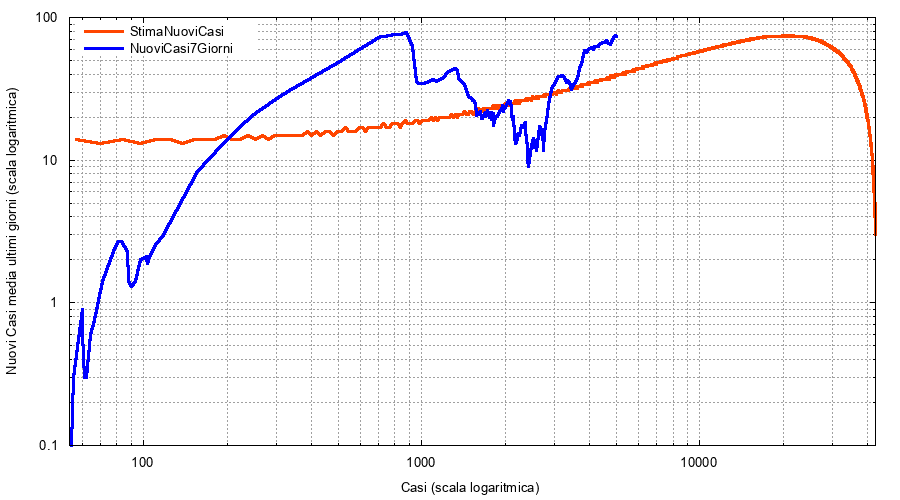 100
StimaNuoviCasi
NuoviCasi7Giorni
10
1
0.1
Nuovi Casi media ultimi giorni (scala logaritmica)
100
1000
10000
Casi (scala logaritmica)